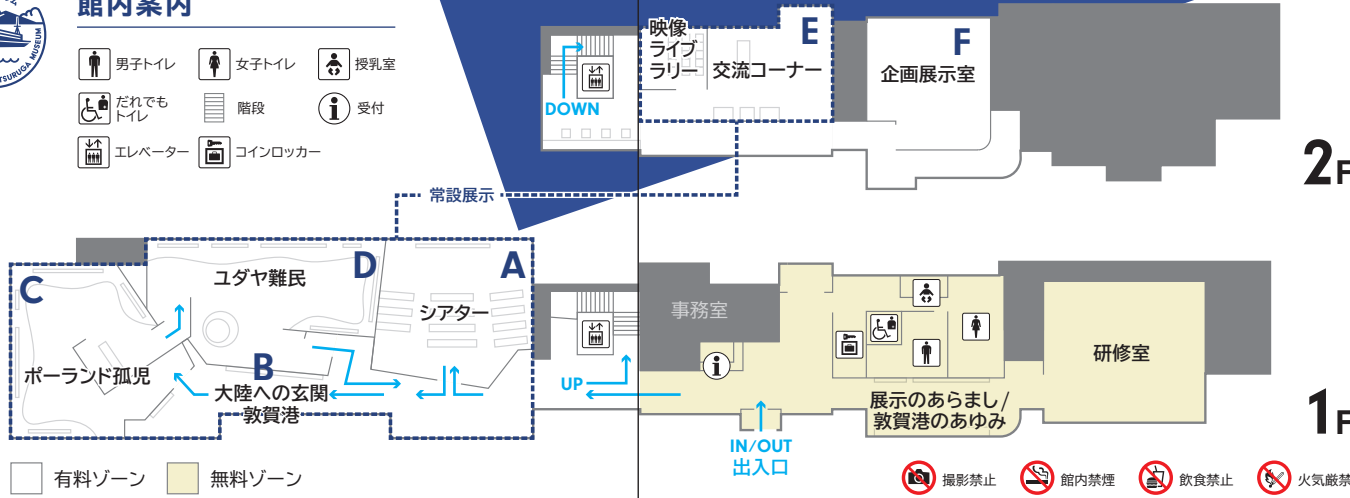 館内案内
TSURUGA MUSEUM
男子トイレ
女子トイレ
授乳室
だれでも
トイレ
階段
受付
エレベーター
コインロッカー
DOWN
映像
ライブ
ラリー
交流コーナー
E
F
企画展示室
2F
常設展示
C
ポーランド孤児
ユダヤ難民
D
A
シアター
B
大陸への玄関
敦賀港
UP
事務室
展示のあらまし/
敦賀港のあゆみ
研修室
IN/OUT
出入口
1F
有料ゾーン
無料ゾーン
撮影禁止
館内禁煙
飲食禁止
火気厳禁